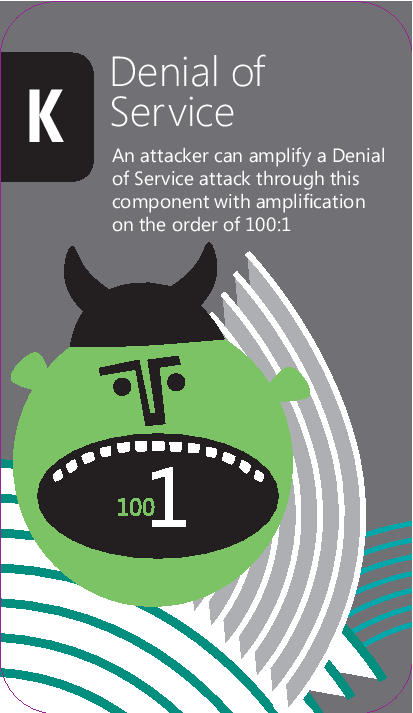 K
Denial of
Service
An attacker can amplify a Denial
of Service attack through this
component with amplification
on the order of 100:1
100 1